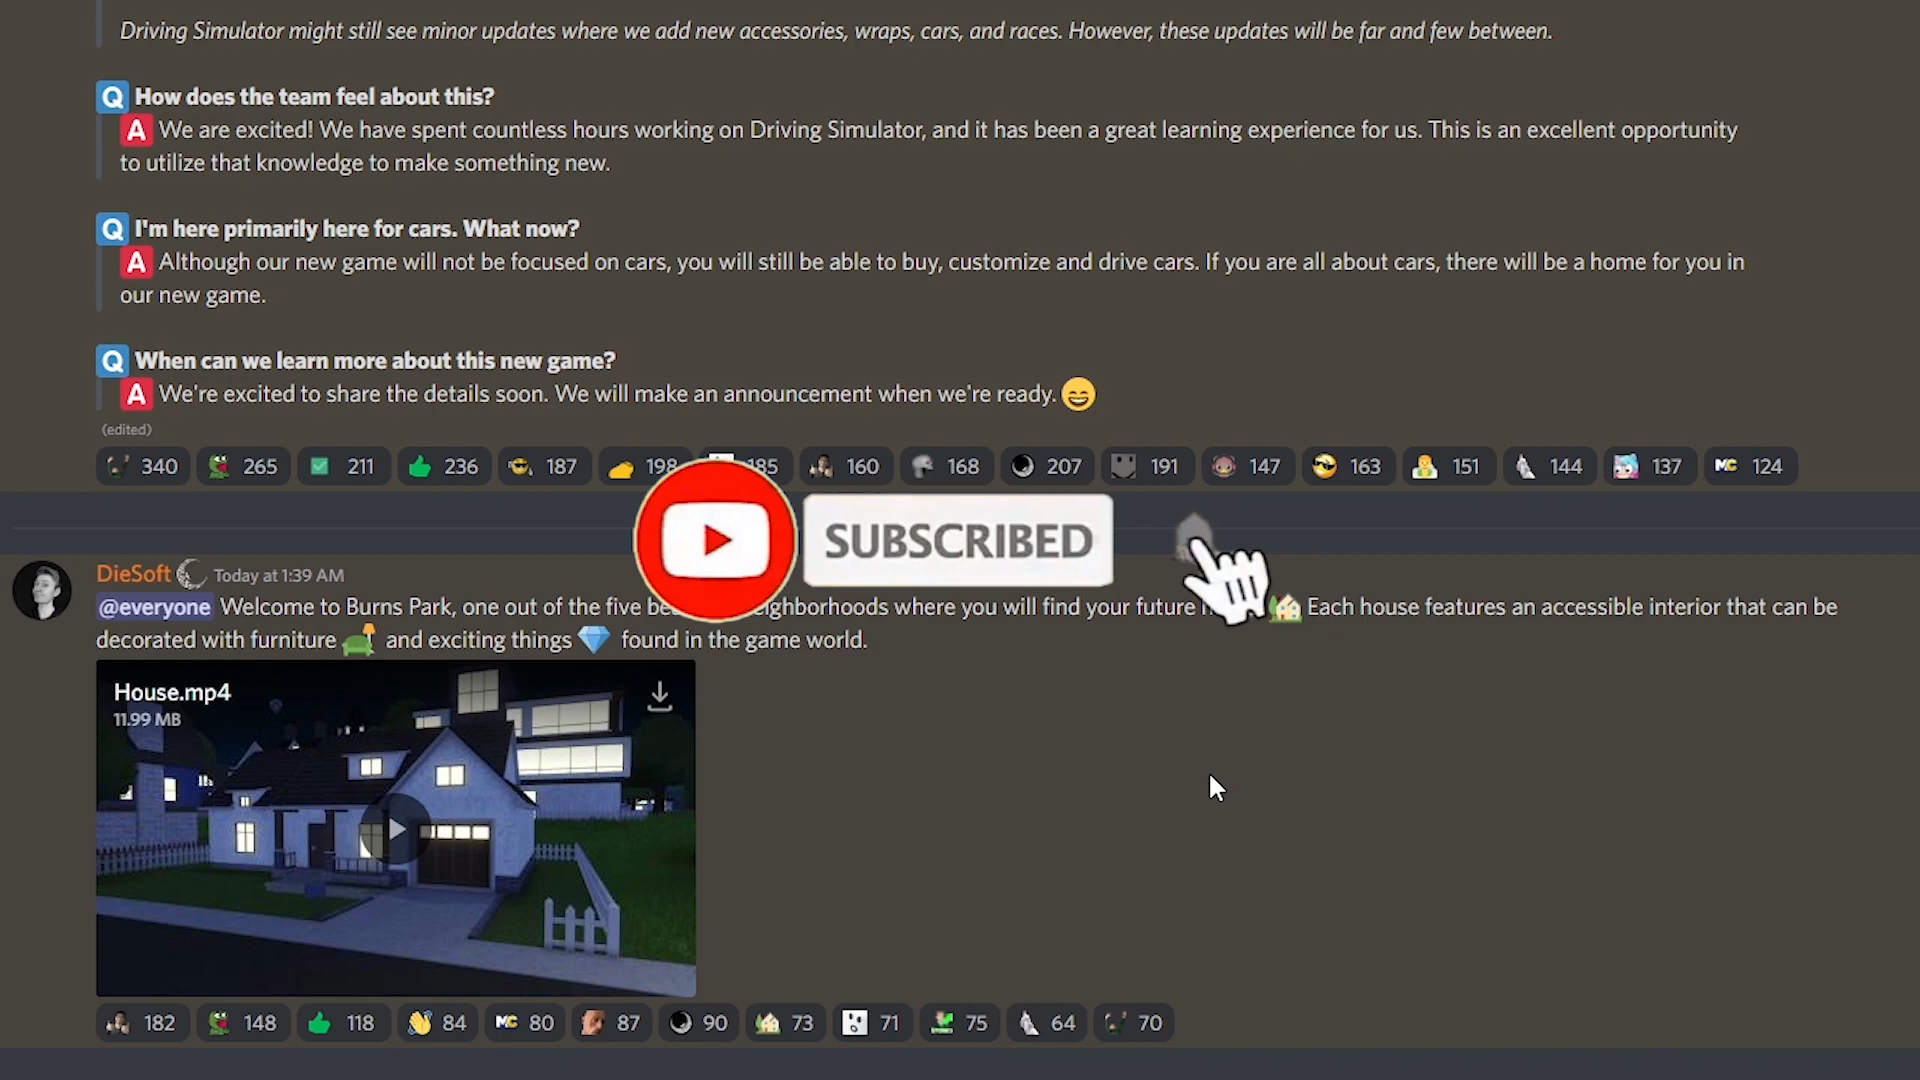 Driving Simulator might still see minor updates where we add new accessories, wraps, cars, and races. However, these updates will be far and few between.
Q How does the team feel about this?
A We are excited! We have spent countless hours working on Driving Simulator, and it has been a great learning experience for us. This is an excellent opportunity
to utilize that knowledge to make something new.
Q I'm here primarily here for cars. What now?
A Although our new game will not be focused on cars, you will still be able to buy, customize and drive cars. If you are all about cars, there will be a home for you in
our new game.
Q When can we learn more about this new game?
A We're excited to share the details soon. We will make an announcement when we're ready.
(edited)
340 265 211 236 187 198 185 160 168 207 191 147 163 151 144 137 MC 124
SUBSCRIBED
DieSoft Today at 1:39 AM
@everyone Welcome to Burns Park, one out of the five neighborhoods where you will find your future Each house features an accessible interior that can be
decorated with furniture and exciting things found in the game world.
House.mp4
11.99 MB
182 148 118 84 MC 80 87 90 73 71 75 64 70